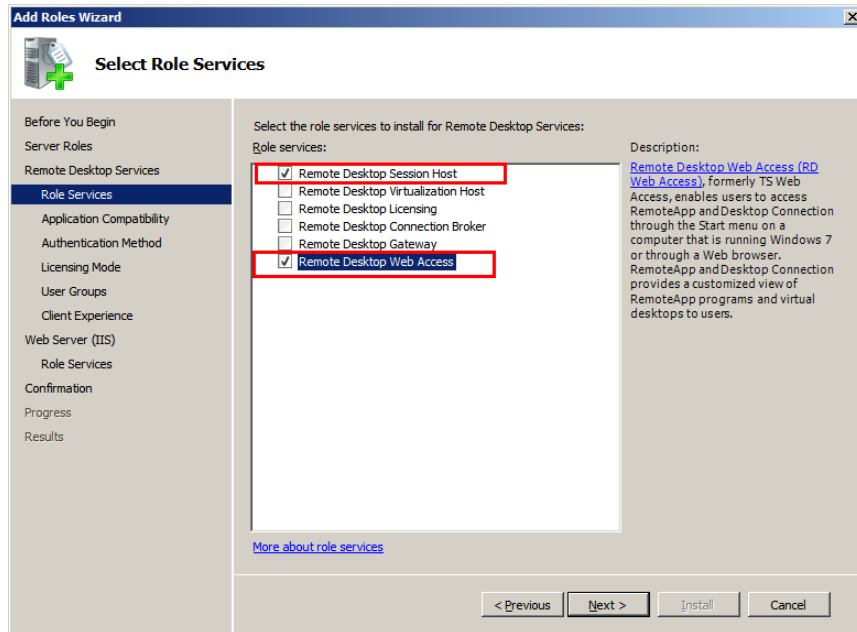 Add Roles Wizard
Select Role Services
Before You Begin
Server Roles
Remote Desktop Services
Role Services
Application Compatibility
Authentication Method
Licensing Mode
User Groups
Client Experience
Web Server (IIS)
Role Services
Confirmation
Progress
Results
Select the role services to install for Remote Desktop Services:
Role services:
Remote Desktop Session Host
Remote Desktop Virtualization Host
Remote Desktop Licensing
Remote Desktop Connection Broker
Remote Desktop Gateway
Remote Desktop Web Access
More about role services
Description:
Remote Desktop Web Access (RD
Web Access), formerly TS Web
Access, enables users to access
RemoteApp and Desktop Connection
through the Start menu on a
computer that is running Windows 7
or through a Web browser.
RemoteApp and Desktop Connection
provides a customized view of
RemoteApp programs and virtual
desktops to users.
< Previous
Next >
Install
Cancel